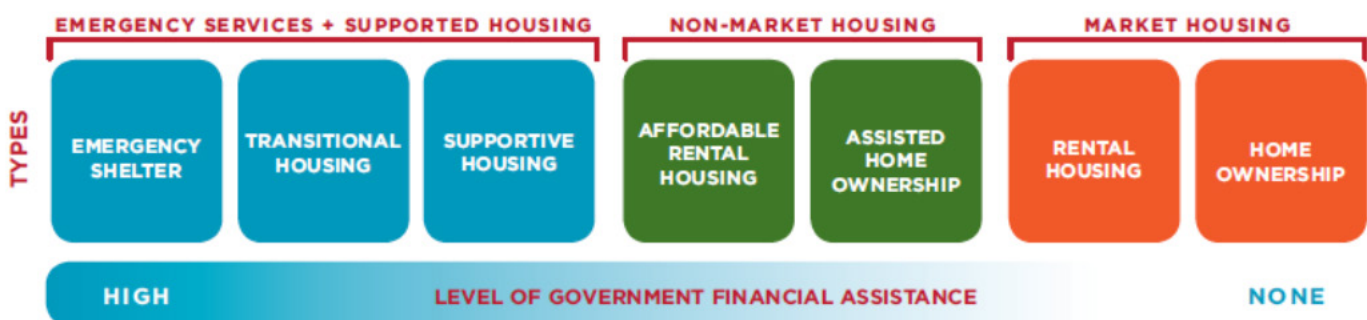 EMERGENCY SERVICES + SUPPORTED HOUSING
NON-MARKET HOUSING
MARKET HOUSING
TYPES
EMERGENCY
SHELTER
TRANSITIONAL
HOUSING
SUPPORTIVE
HOUSING
AFFORDABLE
RENTAL
HOUSING
ASSISTED
HOME
OWNERSHIP
RENTAL
HOUSING
HOME
OWNERSHIP
HIGH
LEVEL OF GOVERNMENT FINANCIAL ASSISTANCE
NONE